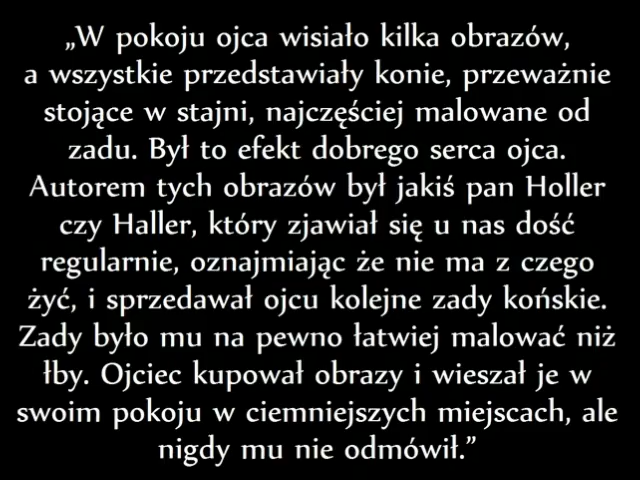 „W pokoju ojca wisiało kilka obrazów,
a wszystkie przedstawiały konie, przeważnie
stojące w stajni, najczęściej malowane od
zadu. Był to efekt dobrego serca ojca.
Autorem tych obrazów był jakiś pan Holler
czy Haller, który zjawiał się u nas dość
regularnie, oznajmiając że nie ma z czego
żyć, i sprzedawał ojcu kolejne zady końskie.
Zady było mu na pewno łatwiej malować niż
łby. Ojciec kupował obrazy i wieszał je w
swoim pokoju w ciemniejszych miejscach, ale
nigdy mu nie odmówił.”